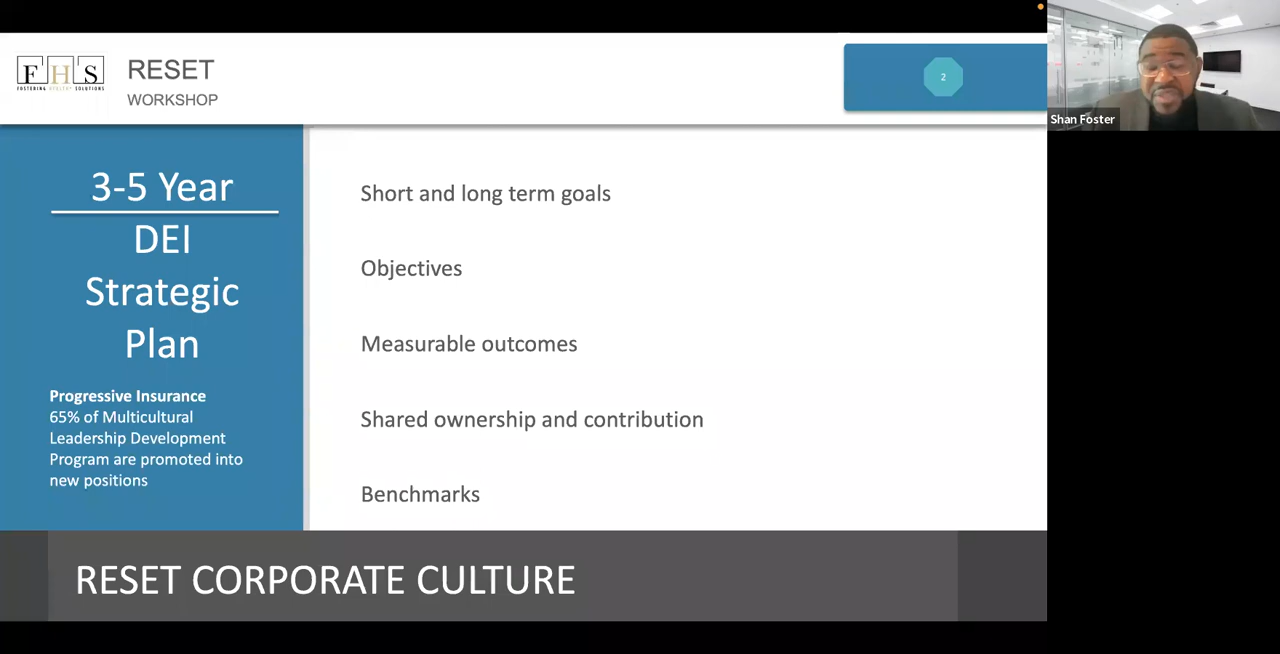 FHS
FOSTERING HEALTHY SOLUTIONS
RESET
WORKSHOP
2
Shan Foster
3-5 Year
DEI
Strategic
Plan
Progressive Insurance
65% of Multicultural
Leadership Development
Program are promoted into
new positions
Short and long term goals
Objectives
Measurable outcomes
Shared ownership and contribution
Benchmarks
RESET CORPORATE CULTURE